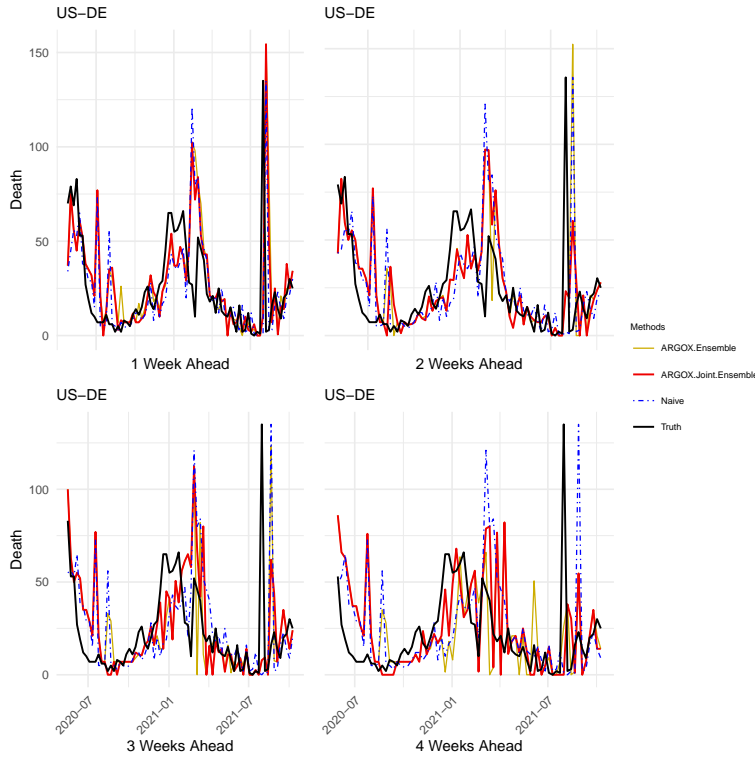 US−DE
US−DE
150
100
50
0
Death
1 Week Ahead
2 Weeks Ahead
Methods
ARGOX.Ensemble
ARGOX.Joint.Ensemble
Naive
Truth
US−DE
US−DE
100
50
0
Death
2020−07
2021−01
2021−07
2020−07
2021−01
2021−07
3 Weeks Ahead
4 Weeks Ahead